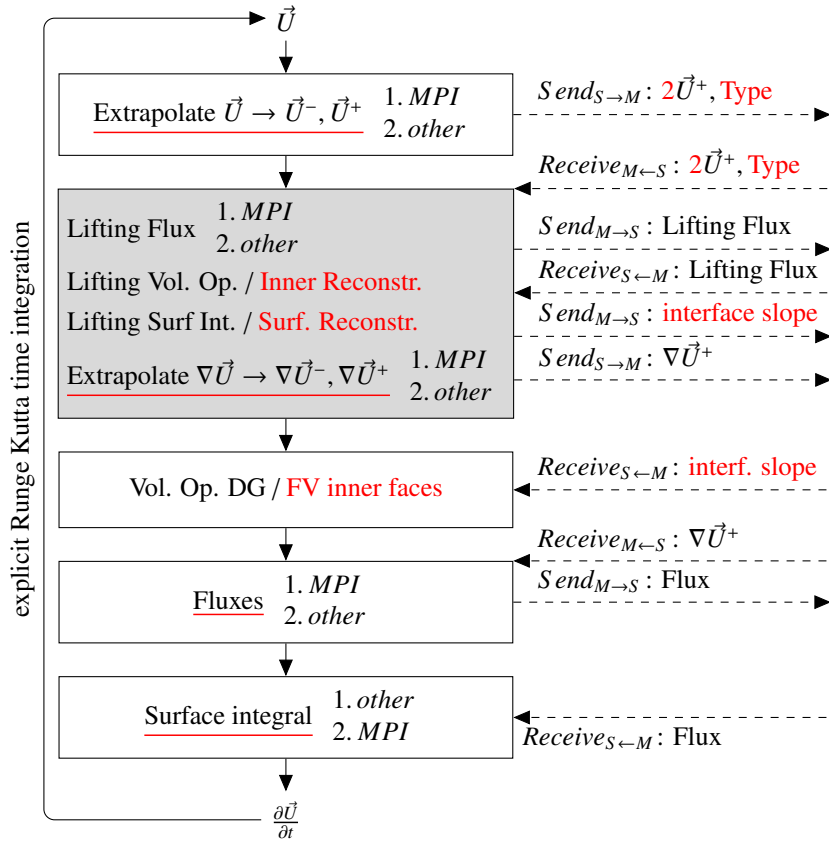 U⃗
Extrapolate U⃗ → U⃗⁻, U⃗⁺ 1. MPI
2. other
Send_{S→M}: 2U⃗⁺, Type
Receive_{M←S}: 2U⃗⁺, Type
Lifting Flux 1. MPI
2. other
Lifting Vol. Op. / Inner Reconstr.
Lifting Surf Int. / Surf. Reconstr.
Extrapolate ∇U⃗ → ∇U⃗⁻, ∇U⃗⁺ 1. MPI
2. other
Send_{M→S}: Lifting Flux
Receive_{S←M}: Lifting Flux
Send_{M→S}: interface slope
Send_{S→M}: ∇U⃗⁺
Vol. Op. DG / FV inner faces
Receive_{S←M}: interf. slope
Receive_{M←S}: ∇U⃗⁺
Fluxes 1. MPI
2. other
Send_{M→S}: Flux
Surface integral 1. other
2. MPI
Receive_{S←M}: Flux
∂U⃗
∂t
explicit Runge Kutta time integration